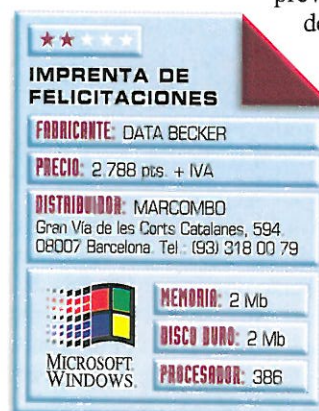 IMPRENTA DE
FELICITACIONES
FABRICANTE: DATA BECKER
PRECIO: 2.788 pts. + IVA
DISTRIBUIDOR: MARCOMBO
Gran Vía de les Corts Catalanes, 594.
08007 Barcelona. Tel.: (93) 318 00 79
MICROSOFT
WINDOWS
MEMORIA: 2 Mb
DISCO DURO: 2 Mb
PROCESADOR: 386